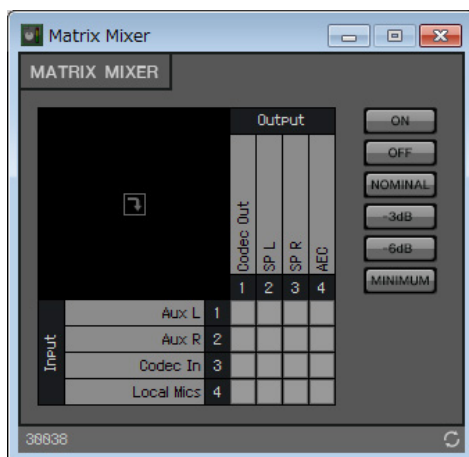 Matrix Mixer
MATRIX MIXER
Output
Codec Out
SP L
SP R
AEC
1 2 3 4
Input
Aux L 1
Aux R 2
Codec In 3
Local Mics 4
ON
OFF
NOMINAL
-3dB
-6dB
MINIMUM
30038